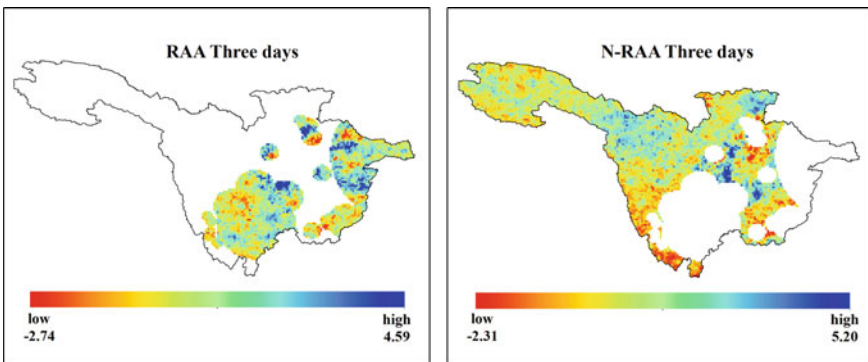 RAA Three days
low
high
-2.74
4.59
N-RAA Three days
low
high
-2.31
5.20